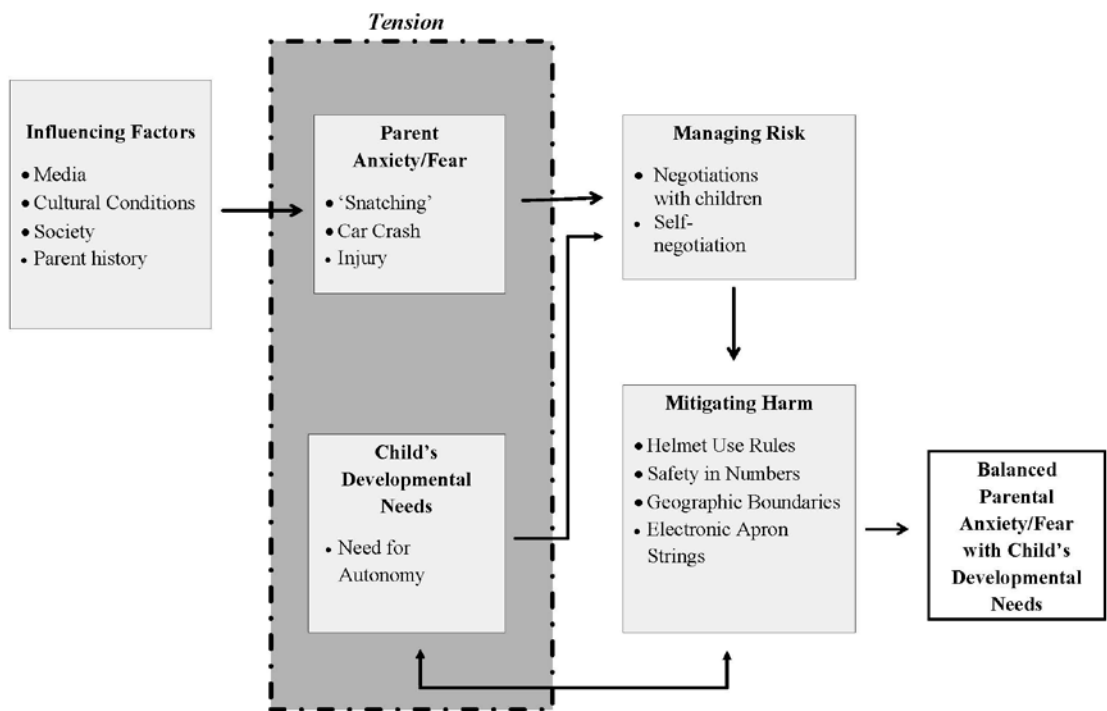 Tension
Influencing Factors
• Media
• Cultural Conditions
• Society
• Parent history
Parent
Anxiety/Fear
• ‘Snatching’
• Car Crash
• Injury
Child’s
Developmental
Needs
• Need for
Autonomy
Managing Risk
• Negotiations
with children
• Self-
negotiation
Mitigating Harm
• Helmet Use Rules
• Safety in Numbers
• Geographic Boundaries
• Electronic Apron
Strings
Balanced
Parental
Anxiety/Fear
with Child’s
Developmental
Needs